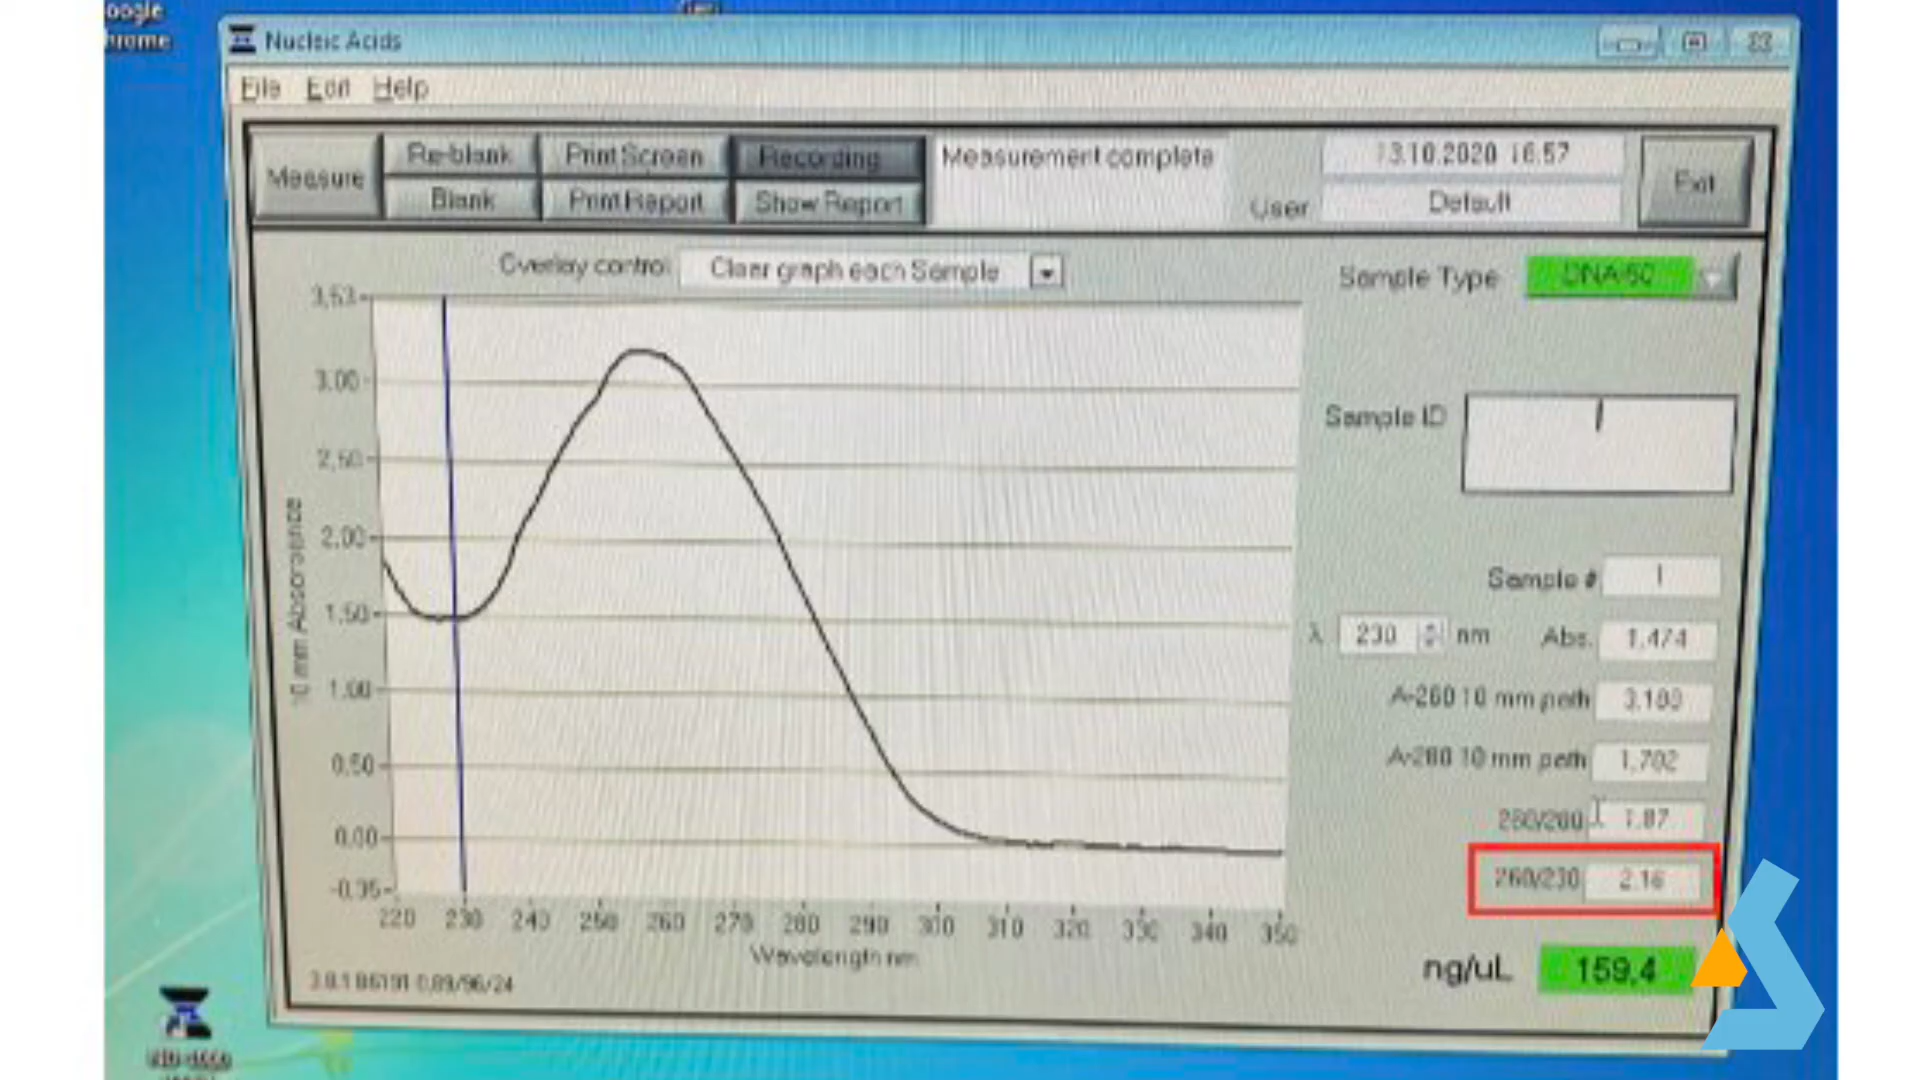 Nucleic Acids
File Edit Help
Measure
Re-blank
Print Screen
Recording
Measurement complete
13.10.2020 16:57
Exit
Blank
Print Report
Show Report
User
Default
Overlay control
Clear graph each Sample
Sample Type
DNA-50
3,53
3,00
2,50
2,00
1,50
1,00
0,50
0,00
-0,35
10 mm Absorbance
220 230 240 250 260 270 280 290 300 310 320 330 340 350
Wavelength nm
Sample ID
Sample # 1
λ 230 nm Abs. 1,474
A-260 10 mm path
A-280 10 mm path 1,702
260/280 1,87
260/230 2,16
ng/uL 159,4